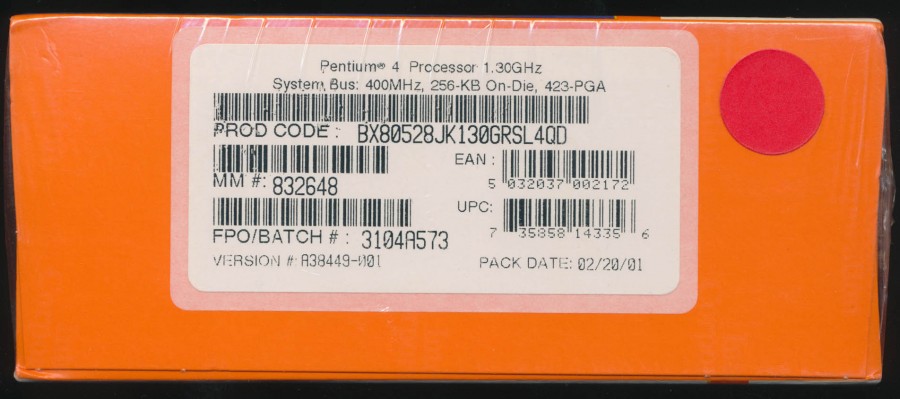 Pentium® 4 Processor 1.30GHz
System Bus: 400MHz, 256-KB On-Die, 423-PGA
PROD CODE: BX80528JK130GRSL4QD
EAN:
5 032037 002172
MM #: 832648
UPC:
7 35858 14335 6
FPO/BATCH #: 3104A573
VERSION #: A38449-001
PACK DATE: 02/20/01